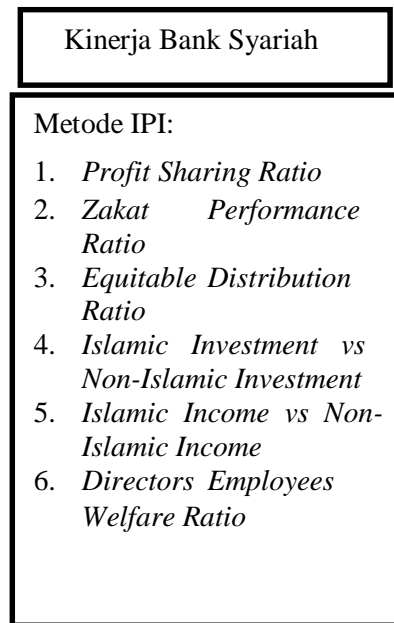 Kinerja Bank Syariah
Metode IPI:
1. Profit Sharing Ratio
2. Zakat Performance
Ratio
3. Equitable Distribution
Ratio
4. Islamic Investment vs
Non-Islamic Investment
5. Islamic Income vs Non-
Islamic Income
6. Directors Employees
Welfare Ratio